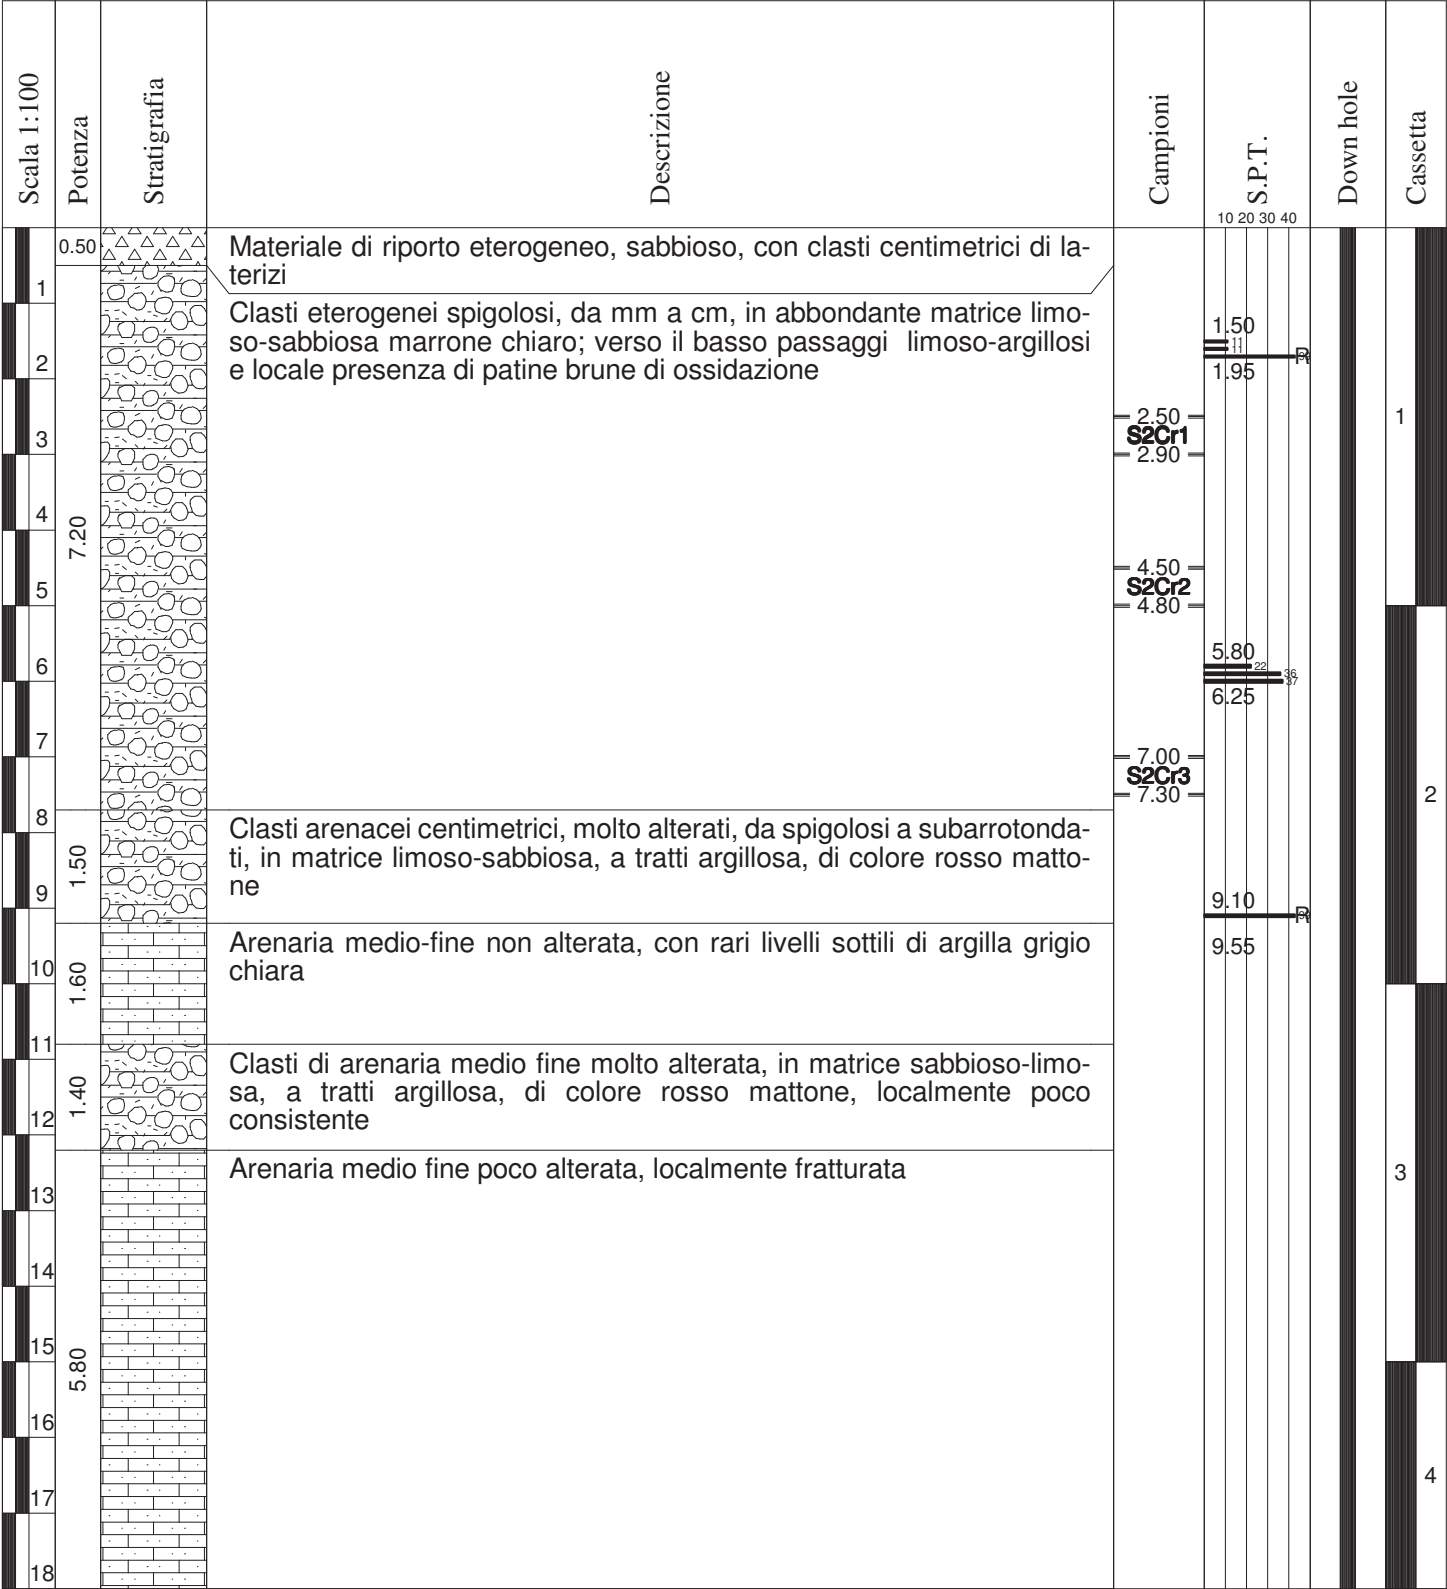 Scala 1:100
Potenza
Stratigrafia
Descrizione
Campioni
S.P.T.
10 20 30 40
Down hole
Cassetta
0.50
Materiale di riporto eterogeneo, sabbioso, con clasti centimetrici di la-
terizi
7.20
Clasti eterogenei spigolosi, da mm a cm, in abbondante matrice limo-
so-sabbiosa marrone chiaro; verso il basso passaggi limoso-argillosi
e locale presenza di patine brune di ossidazione
1.50
Clasti arenacei centimetrici, molto alterati, da spigolosi a subarrotonda-
ti, in matrice limoso-sabbiosa, a tratti argillosa, di colore rosso matto-
ne
1.60
Arenaria medio-fine non alterata, con rari livelli sottili di argilla grigio
chiara
1.40
Clasti di arenaria medio fine molto alterata, in matrice sabbioso-limo-
sa, a tratti argillosa, di colore rosso mattone, localmente poco
consistente
5.80
Arenaria medio fine poco alterata, localmente fratturata
1
2
3
4
5
6
7
8
9
10
11
12
13
14
15
16
17
18
2.50
S2Cr1
2.90
4.50
S2Cr2
4.80
7.00
S2Cr3
7.30
1.50
11
11
R
1.95
5.80
22
36
37
6.25
9.10
R
9.55
1
2
3
4